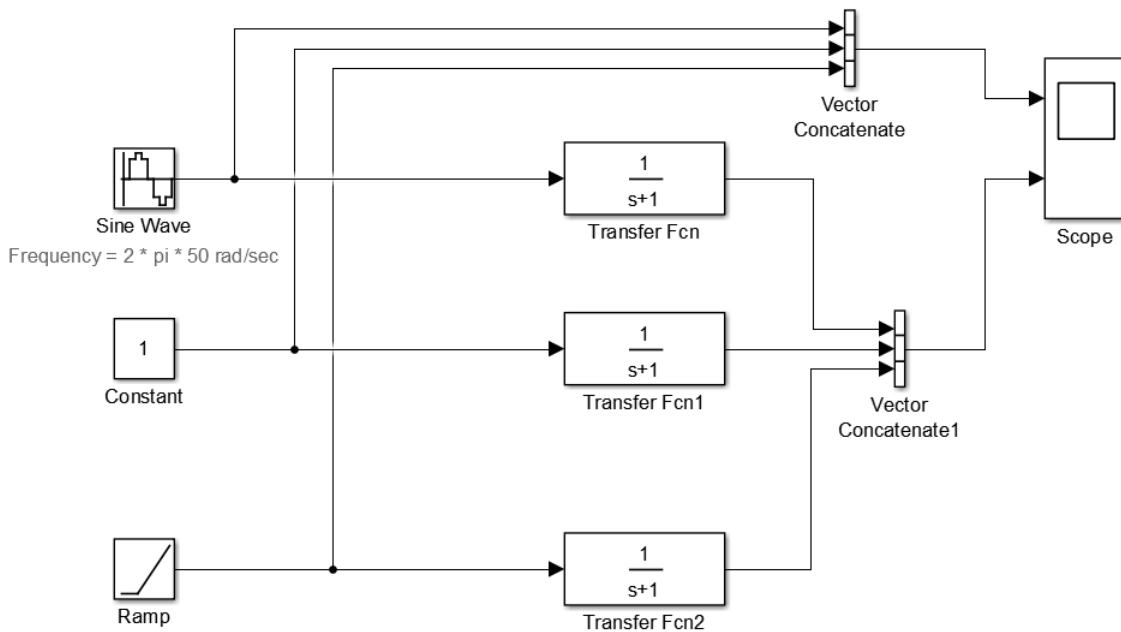 Vector
Concatenate
1
s+1
Transfer Fcn
Scope
Sine Wave
Frequency = 2 * pi * 50 rad/sec
1
Constant
1
s+1
Transfer Fcn1
Vector
Concatenate1
Ramp
1
s+1
Transfer Fcn2